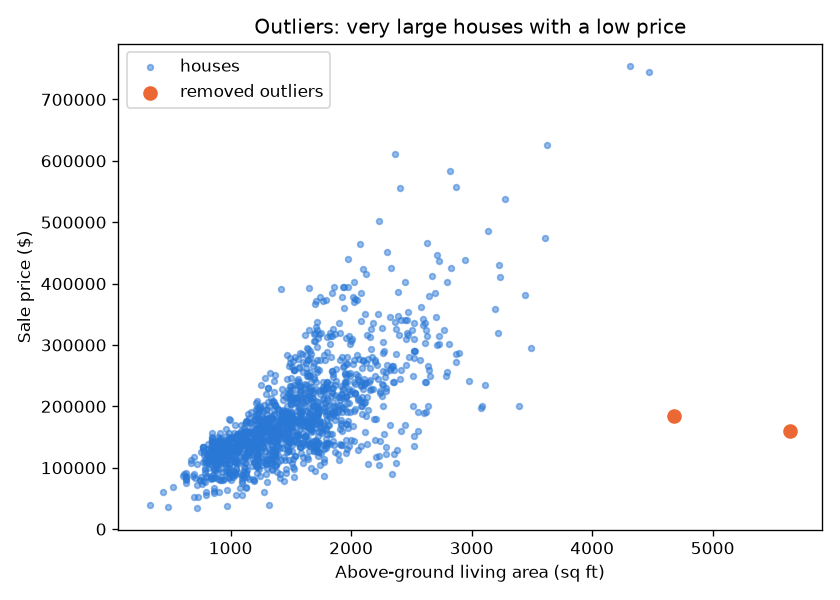 Outliers: very large houses with a low price
houses
removed outliers
700000
600000
500000
400000
300000
200000
100000
0
Sale price ($)
1000
2000
3000
4000
5000
Above-ground living area (sq ft)